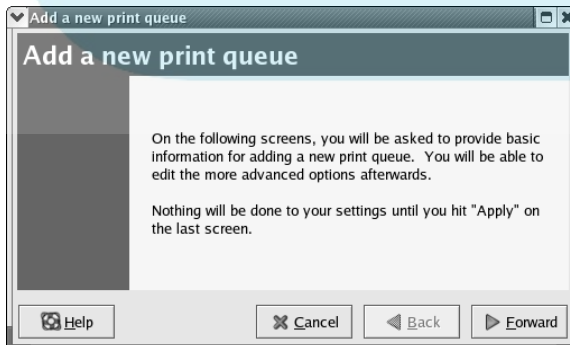 Add a new print queue
Add a new print queue
On the following screens, you will be asked to provide basic
information for adding a new print queue.  You will be able to
edit the more advanced options afterwards.
Nothing will be done to your settings until you hit "Apply" on
the last screen.
Help
Cancel
Back
Forward